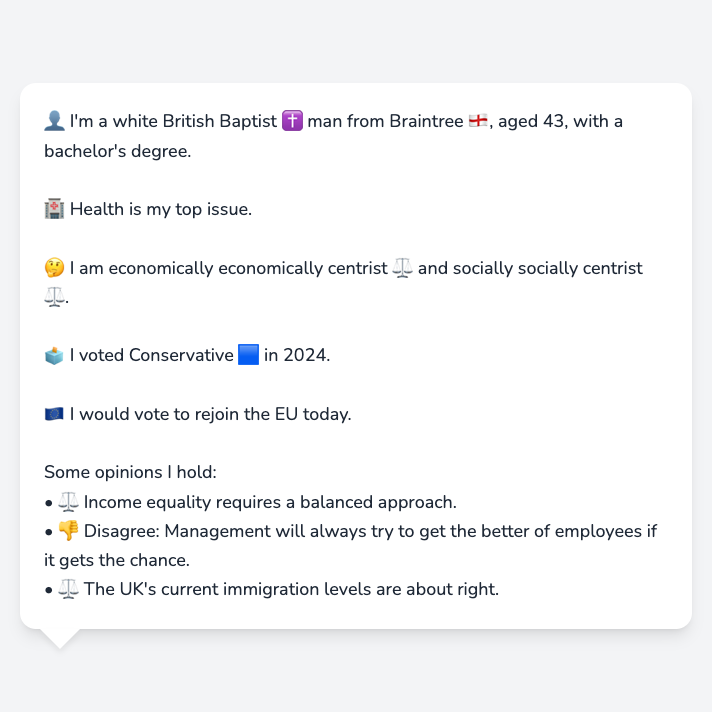 👤 I'm a white British Baptist ✝️ man from Braintree 🏴󠁧󠁢󠁥󠁮󠁧󠁿, aged 43, with a
bachelor's degree.
🏥 Health is my top issue.
🤔 I am economically economically centrist ⚖️ and socially socially centrist
⚖️.
🗳️ I voted Conservative 🟦 in 2024.
🇪🇺 I would vote to rejoin the EU today.
Some opinions I hold:
• ⚖️ Income equality requires a balanced approach.
• 👎 Disagree: Management will always try to get the better of employees if
it gets the chance.
• ⚖️ The UK's current immigration levels are about right.